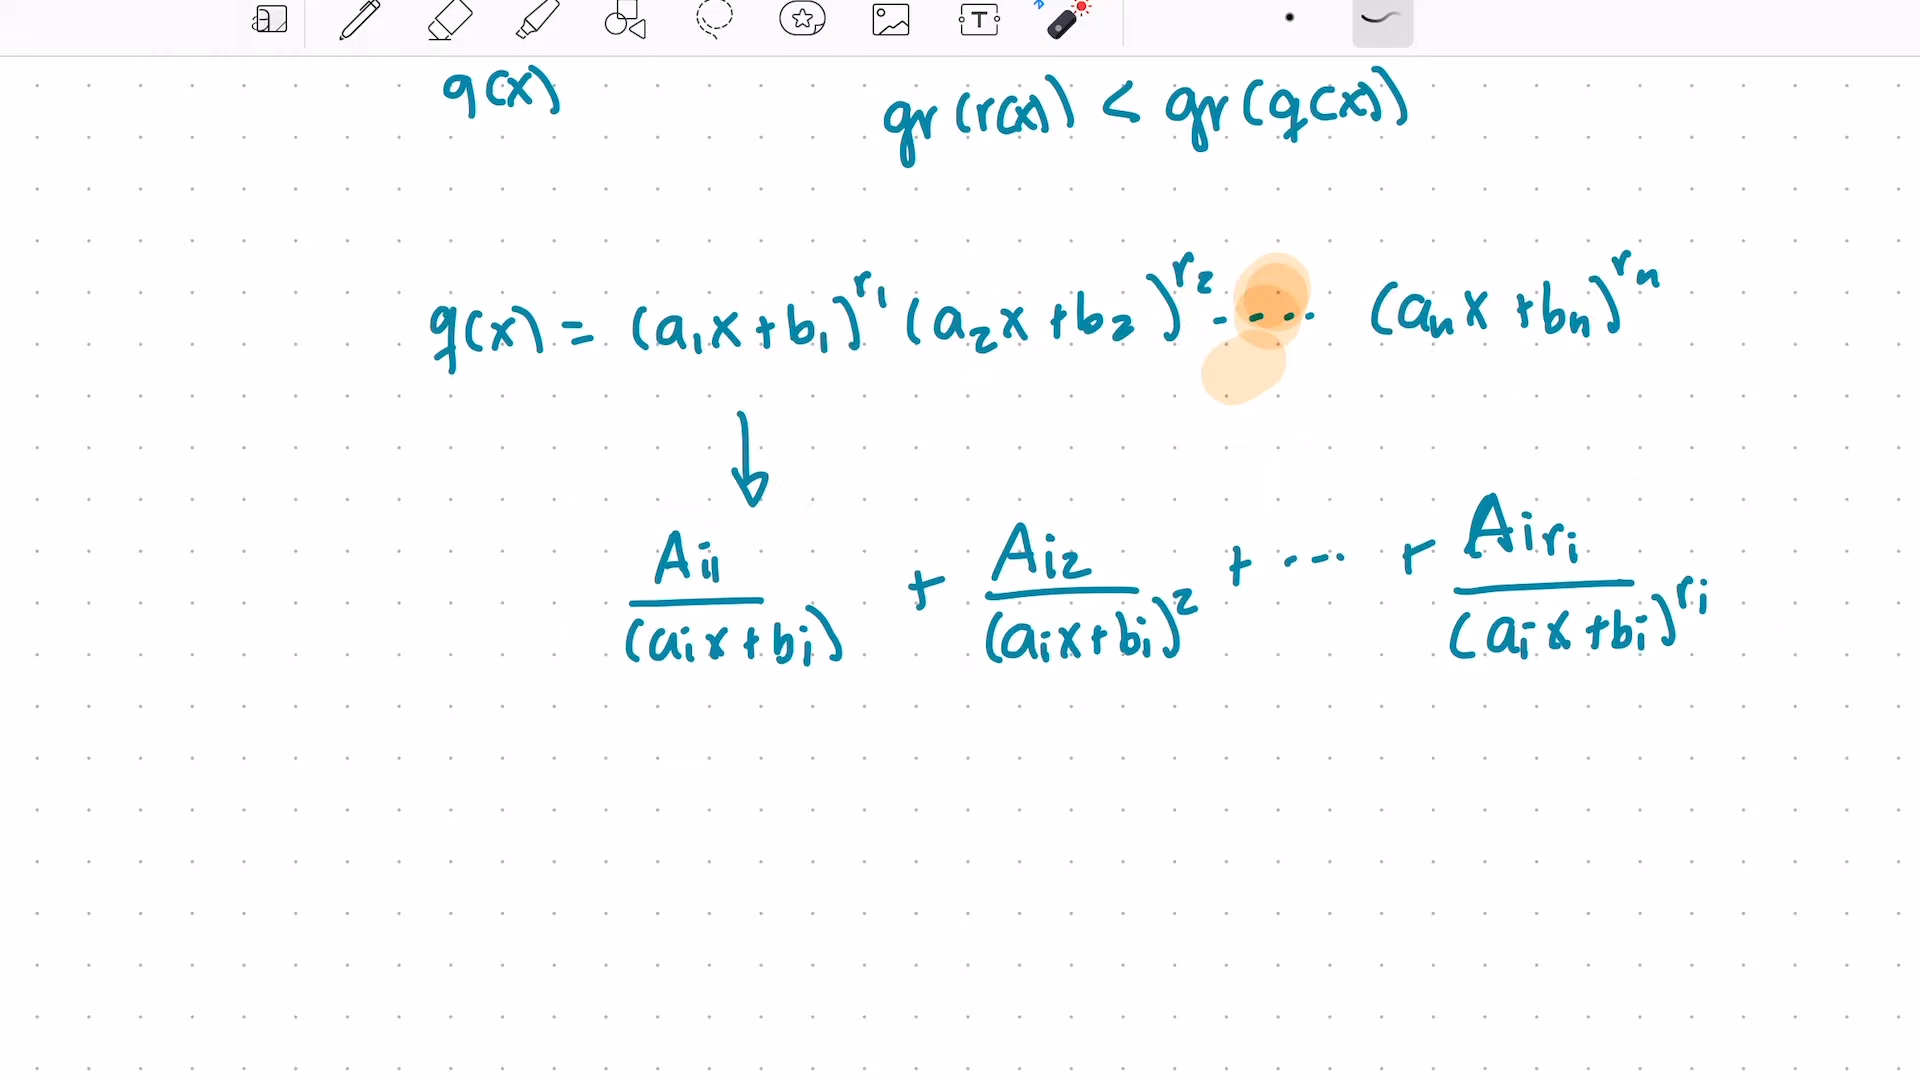 q(x)
gr(r(x)) < gr(q(x))
q(x) = (a₁x+b₁)^r₁ (a₂x+b₂)^r₂ ---. (aₙx+bₙ)^rₙ
Aᵢ₁/(aᵢx+bᵢ) + Aᵢ₂/(aᵢx+bᵢ)² + ... + Aᵢrᵢ/(aᵢx+bᵢ)^rᵢ